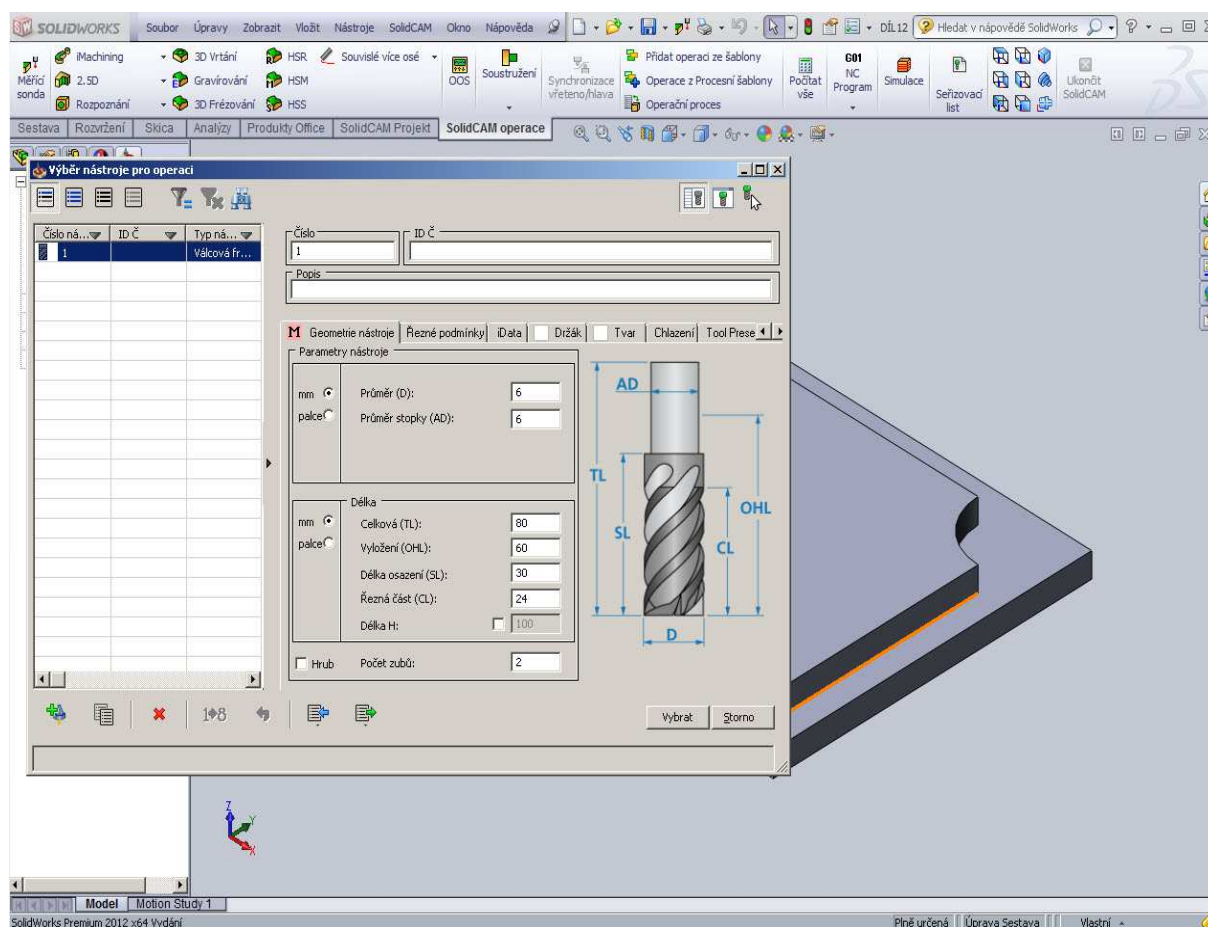 SOLIDWORKS Soubor Úpravy Zobrazit Vložit Nástroje SolidCAM Okno Nápověda DÍL12 Hledat v nápovědě SolidWorks
Měřicí sonda
iMachining
2.5D
Rozpoznání
3D Vrtání
Gravírování
3D Frézování
HSR
HSM
HSS
Souvislé více osé
OOS
Soustružení
Synchronizace vřeteno/hlava
Přidat operaci ze šablony
Operace z Procesní šablony
Operační proces
Počítat vše
G01
NC Program
Simulace
Seřizovací list
Ukončit SolidCAM
Sestava Rozvržení Skica Analýzy Produkty Office SolidCAM Projekt SolidCAM operace
Výběr nástroje pro operaci
Číslo ná... ID Č Typ ná...
1 Válcová fr...
Číslo
1
ID Č
Popis
M Geometrie nástroje Řezné podmínky iData Držák Tvar Chlazení Tool Prese
Parametry nástroje
mm
palce
Průměr (D): 6
Průměr stopky (AD): 6
Délka
mm
palce
Celková (TL): 80
Vyložení (OHL): 60
Délka osazení (SL): 30
Řezná část (CL): 24
Délka H: 100
Hrub Počet zubů: 2
AD
TL
OHL
SL
CL
D
1 8
Vybrat Storno
Z
Y
X
Model Motion Study 1
SolidWorks Premium 2012 x64 Vydání Plně určená Úprava Sestava Vlastní